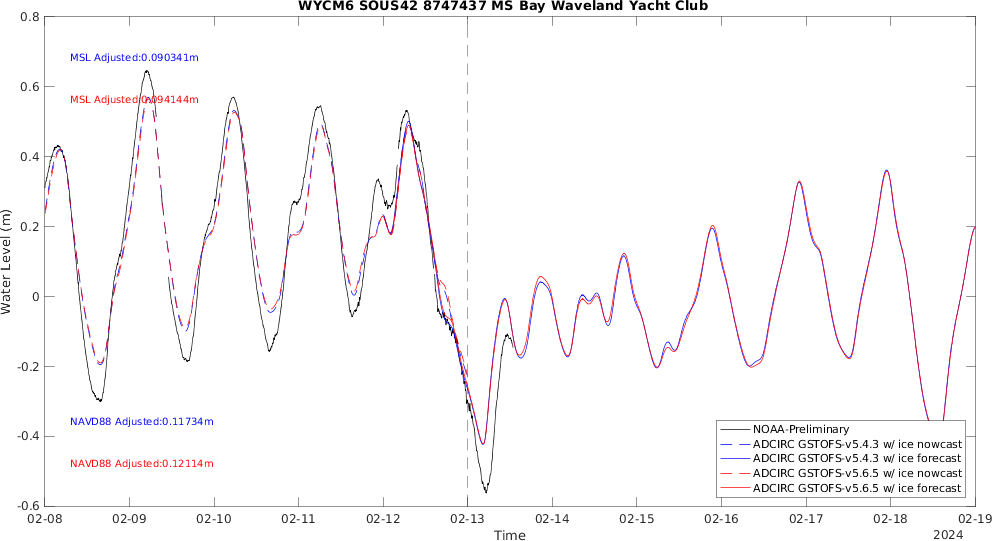 WYCM6 SOUS42 8747437 MS Bay Waveland Yacht Club
0.8
0.6
0.4
0.2
0
-0.2
-0.4
-0.6
Water Level (m)
MSL Adjusted:0.090341m
MSL Adjusted:0.094144m
NAVD88 Adjusted:0.11734m
NAVD88 Adjusted:0.12114m
NOAA-Preliminary
ADCIRC GSTOFS-v5.4.3 w/ ice nowcast
ADCIRC GSTOFS-v5.4.3 w/ ice forecast
ADCIRC GSTOFS-v5.6.5 w/ ice nowcast
ADCIRC GSTOFS-v5.6.5 w/ ice forecast
02-08 02-09 02-10 02-11 02-12 02-13 02-14 02-15 02-16 02-17 02-18 02-19
Time
2024